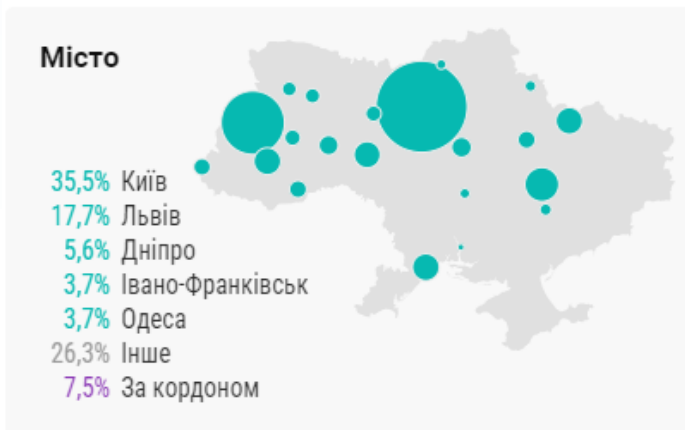 Місто
35,5% Київ
17,7% Львів
5,6% Дніпро
3,7% Івано-Франківськ
3,7% Одеса
26,3% Інше
7,5% За кордоном